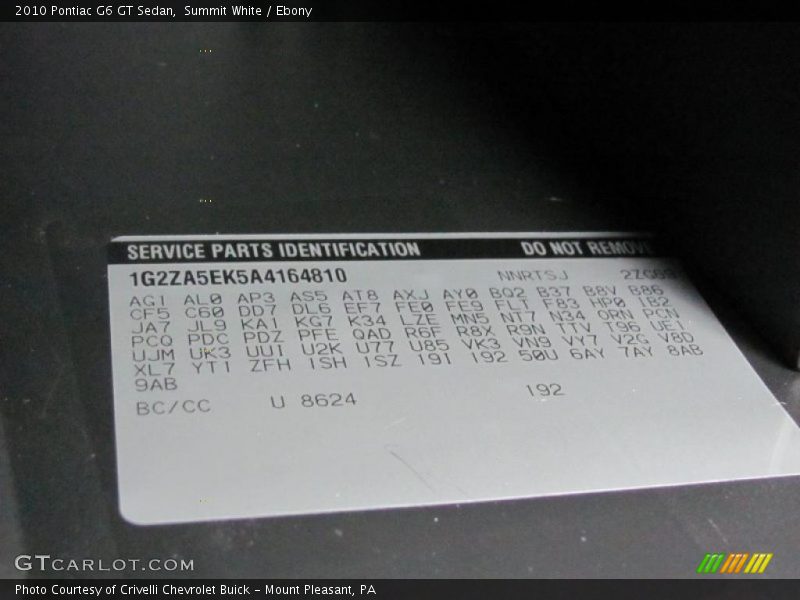 2010 Pontiac G6 GT Sedan, Summit White / Ebony
SERVICE PARTS IDENTIFICATION DO NOT REMOVE
1G2ZA5EK5A4164810 NNRTSJ
AG1 AL0 AP3 AS5 AT8 AXJ AY0 BQ2 B37 B8V B86
CF5 C60 DD7 DL6 EF7 FE0 FE9 FLY F83 HP0 IB2
JA7 JL9 KA1 KG7 K34 LZE MN5 NT7 N34 ORN PCN
PCQ PDC PDZ PFE QAD R6F R8X R9N TTV T96 UE1
UJM UK3 UU1 U2K U77 U85 VK3 VN9 VY7 V2G V8D
XL7 YT1 ZFH 1SH 1SZ 19I 192 50U 6AY 7AY 8AB
9AB
BC/CC U 8624 192
GTCARLOT.COM
Photo Courtesy of Crivelli Chevrolet Buick - Mount Pleasant, PA